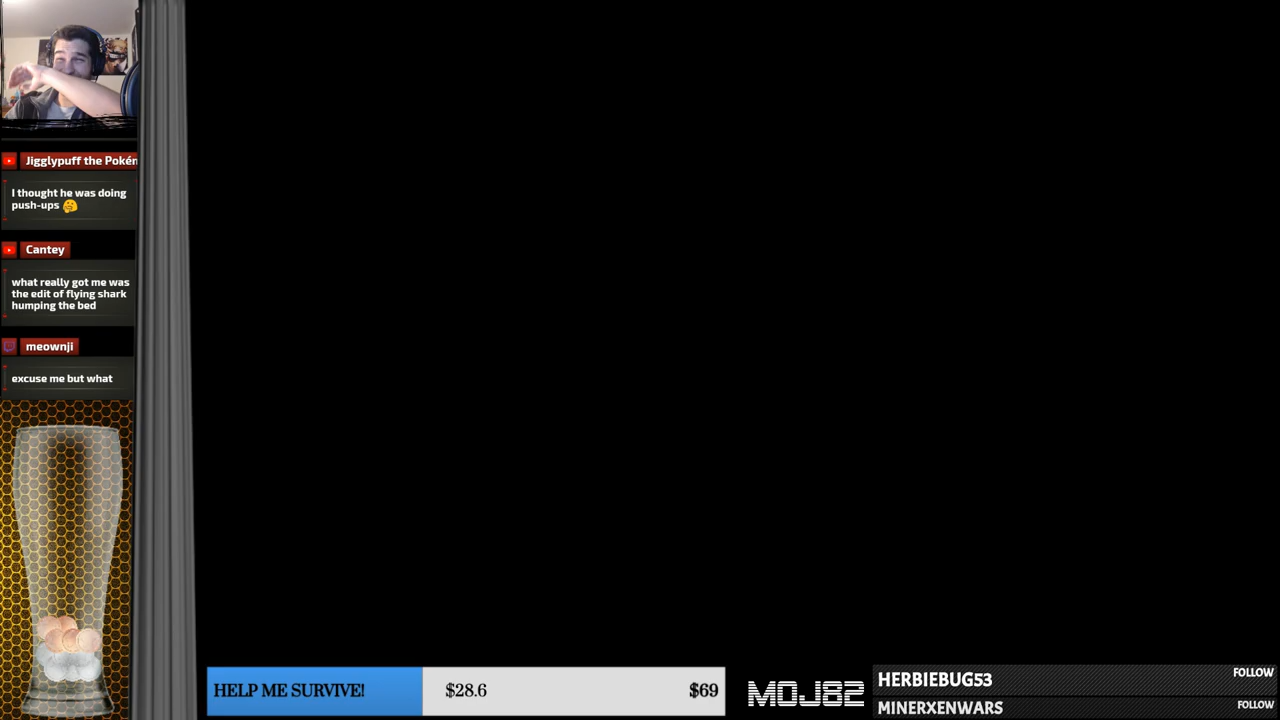 Jigglypuff the Pokém
I thought he was doing
push-ups 🤔
Cantey
what really got me was
the edit of flying shark
humping the bed
meownji
excuse me but what
HELP ME SURVIVE!
$28.6
$69
MOJ82
HERBIEBUG53
FOLLOW
MINERXENWARS
FOLLOW